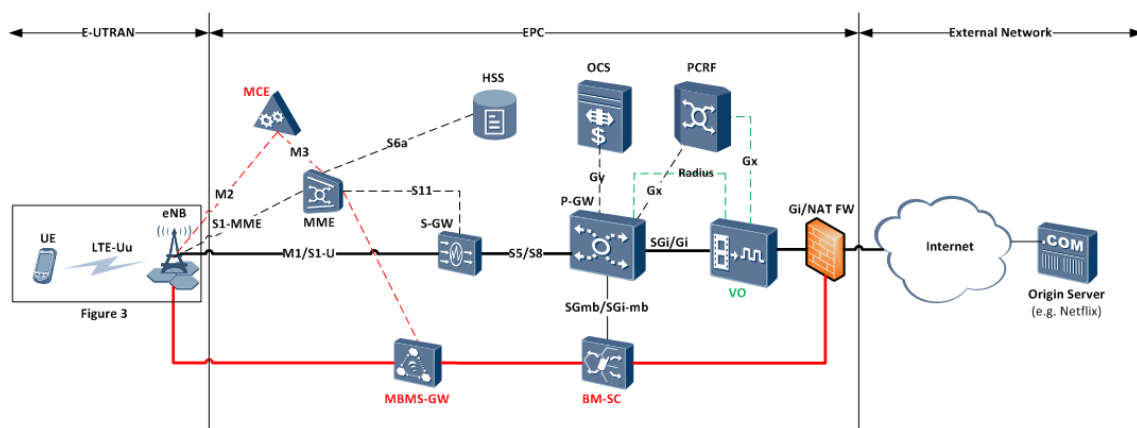 E-UTRAN
EPC
External Network
MCE
HSS
OCS
PCRF
M3
S6a
M2
S11
Gy
Gx
Radius
Gx
eNB
S1-MME
MME
S-GW
P-GW
Gi/NAT FW
UE
LTE-Uu
M1/S1-U
S5/S8
SGi/Gi
Internet
.COM
$
VO
Origin Server
(e.g. Netflix)
Figure 3
SGmb/SGi-mb
MBMS-GW
BM-SC